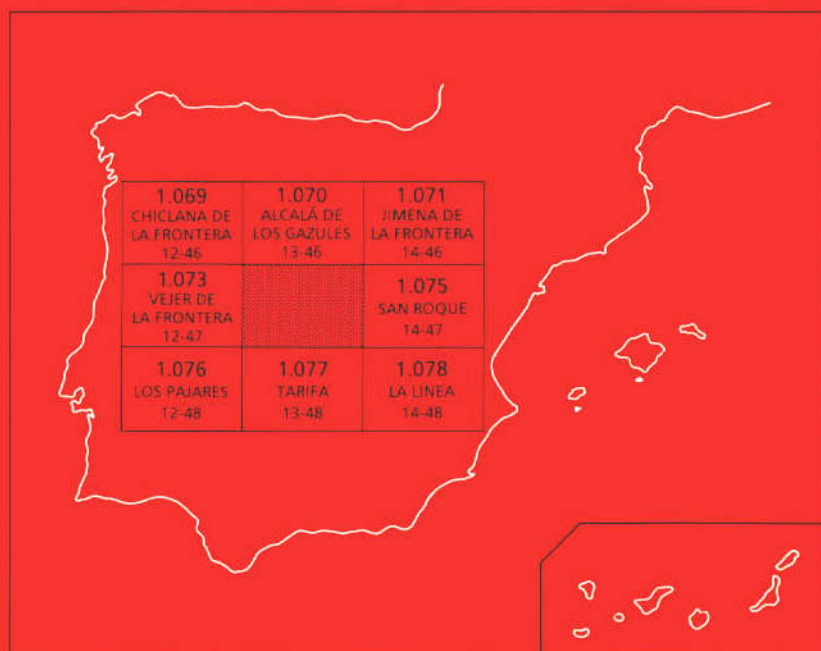 1.069
CHICLANA DE
LA FRONTERA
12-46
1.070
ALCALÁ DE
LOS GAZULES
13-46
1.071
JIMENA DE
LA FRONTERA
14-46
1.073
VEJER DE
LA FRONTERA
12-47
1.075
SAN ROQUE
14-47
1.076
LOS PAJARES
12-48
1.077
TARIFA
13-48
1.078
LA LINEA
14-48